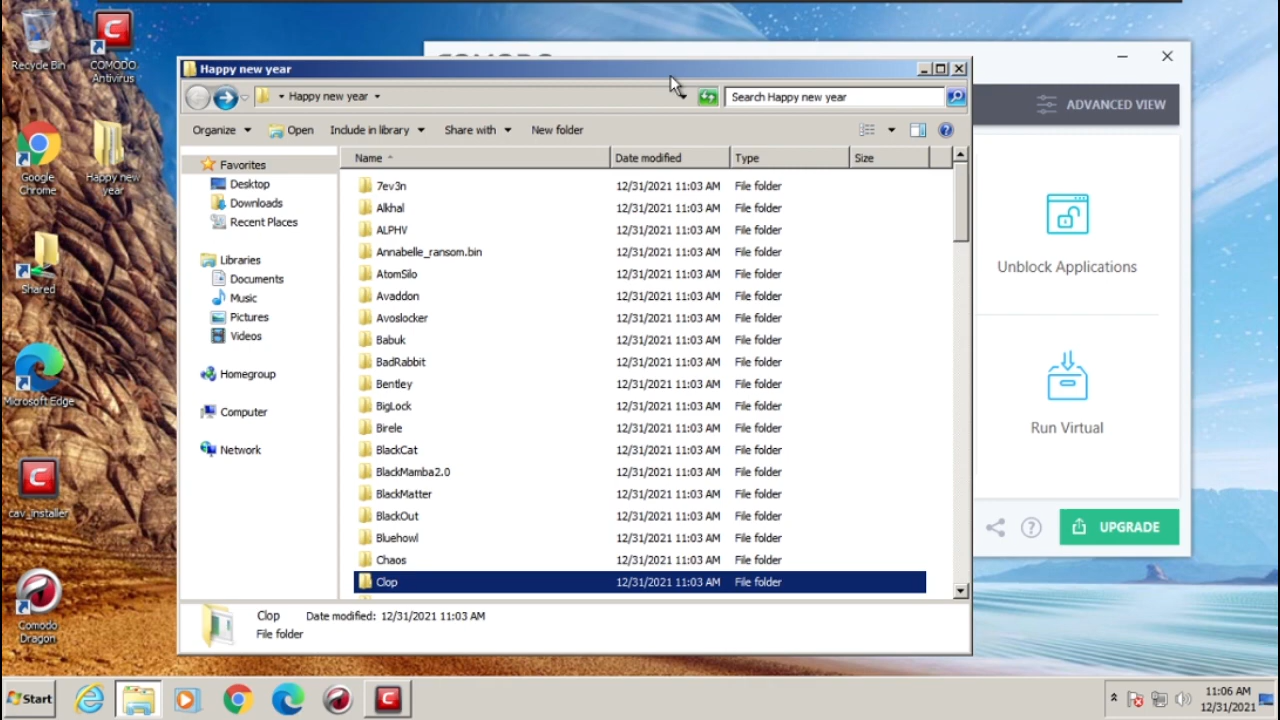 Recycle Bin
COMODO
Antivirus
Google
Chrome
Happy new
year
Shared
Microsoft Edge
cav_installer
Comodo
Dragon
Happy new year
Happy new year
Search Happy new year
Organize
Open
Include in library
Share with
New folder
Favorites
Desktop
Downloads
Recent Places
Libraries
Documents
Music
Pictures
Videos
Homegroup
Computer
Network
Name Date modified Type Size
7ev3n 12/31/2021 11:03 AM File folder
Alkhal 12/31/2021 11:03 AM File folder
ALPHV 12/31/2021 11:03 AM File folder
Annabelle_ransom.bin 12/31/2021 11:03 AM File folder
AtomSilo 12/31/2021 11:03 AM File folder
Avaddon 12/31/2021 11:03 AM File folder
Avoslocker 12/31/2021 11:03 AM File folder
Babuk 12/31/2021 11:03 AM File folder
BadRabbit 12/31/2021 11:03 AM File folder
Bentley 12/31/2021 11:03 AM File folder
BigLock 12/31/2021 11:03 AM File folder
Birele 12/31/2021 11:03 AM File folder
BlackCat 12/31/2021 11:03 AM File folder
BlackMamba2.0 12/31/2021 11:03 AM File folder
BlackMatter 12/31/2021 11:03 AM File folder
BlackOut 12/31/2021 11:03 AM File folder
Bluehowl 12/31/2021 11:03 AM File folder
Chaos 12/31/2021 11:03 AM File folder
Clop 12/31/2021 11:03 AM File folder
Clop Date modified: 12/31/2021 11:03 AM
File folder
ADVANCED VIEW
Unblock Applications
Run Virtual
UPGRADE
Start
11:06 AM
12/31/2021